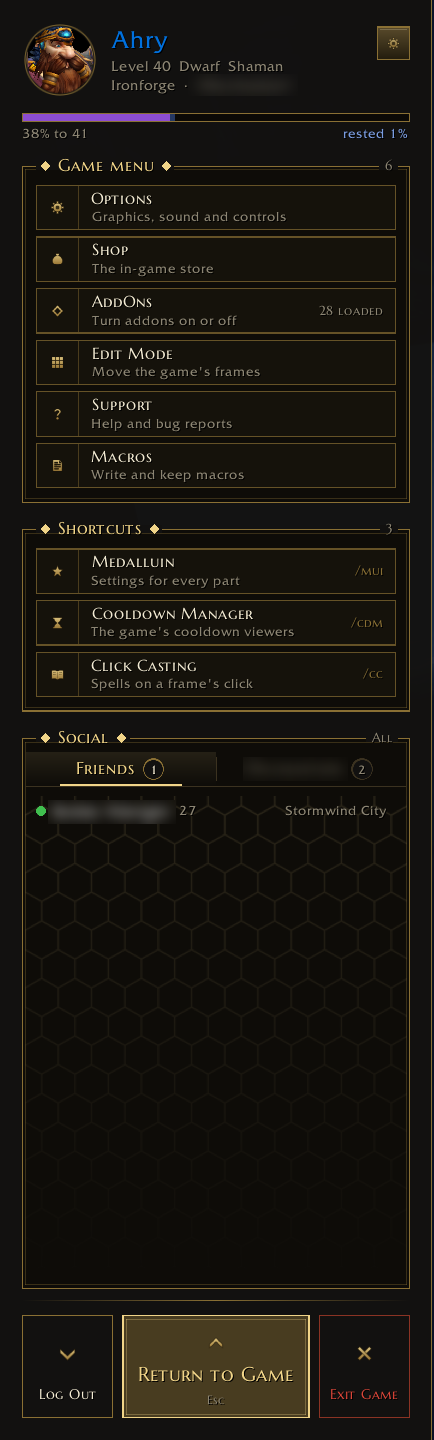 Ahry
Level 40 Dwarf Shaman
Ironforge ·
38% to 41 rested 1%
Game menu 6
Options
Graphics, sound and controls
Shop
The in-game store
AddOns
Turn addons on or off
28 loaded
Edit Mode
Move the game's frames
? Support
Help and bug reports
Macros
Write and keep macros
Shortcuts 3
Medalluin
Settings for every part
/mui
Cooldown Manager
The game's cooldown viewers
/cdm
Click Casting
Spells on a frame's click
/cc
Social All
Friends 1 2
27 Stormwind City
Log Out
Return to Game
Esc
Exit Game